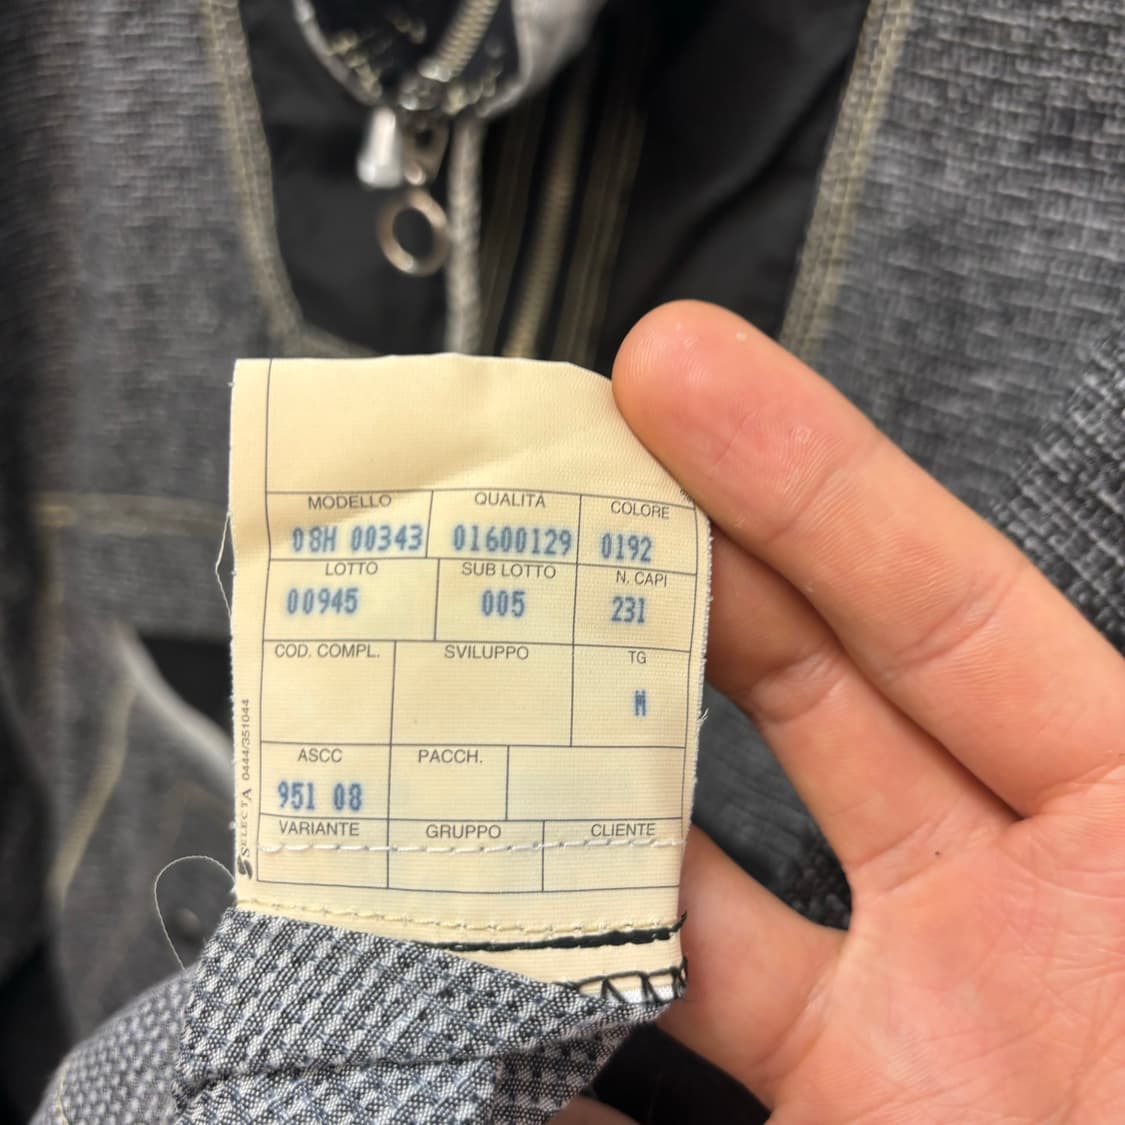 MODELLO QUALITÀ COLORE
08H 00343 01600129 0192
LOTTO SUB LOTTO N. CAPI
00945 005 231
COD. COMPL. SVILUPPO TG
M
ASCC PACCH.
951 08
VARIANTE GRUPPO CLIENTE
SELECTA 0444/351044